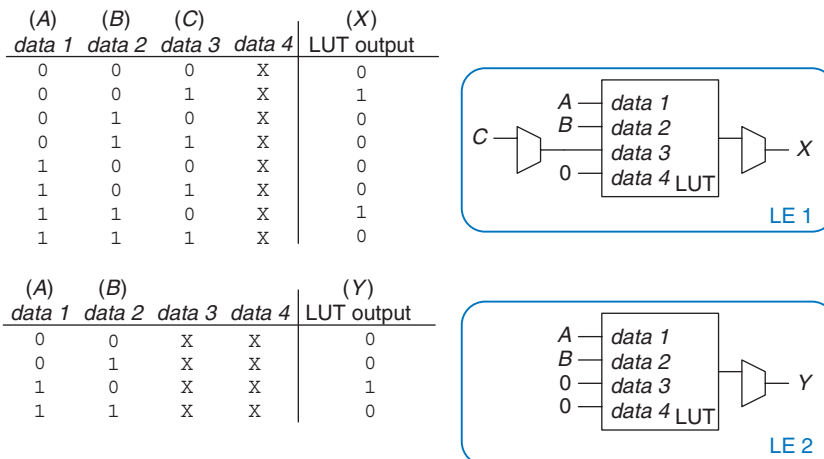 (A) (B) (C) (X)
data 1 data 2 data 3 data 4 LUT output
0 0 0 X 0
0 0 1 X 1
0 1 0 X 0
0 1 1 X 0
1 0 0 X 0
1 0 1 X 0
1 1 0 X 1
1 1 1 X 0
A data 1
B data 2
C data 3 X
0 data 4 LUT
LE 1
(A) (B) (Y)
data 1 data 2 data 3 data 4 LUT output
0 0 X X 0
0 1 X X 0
1 0 X X 1
1 1 X X 0
A data 1
B data 2
0 data 3 Y
0 data 4 LUT
LE 2